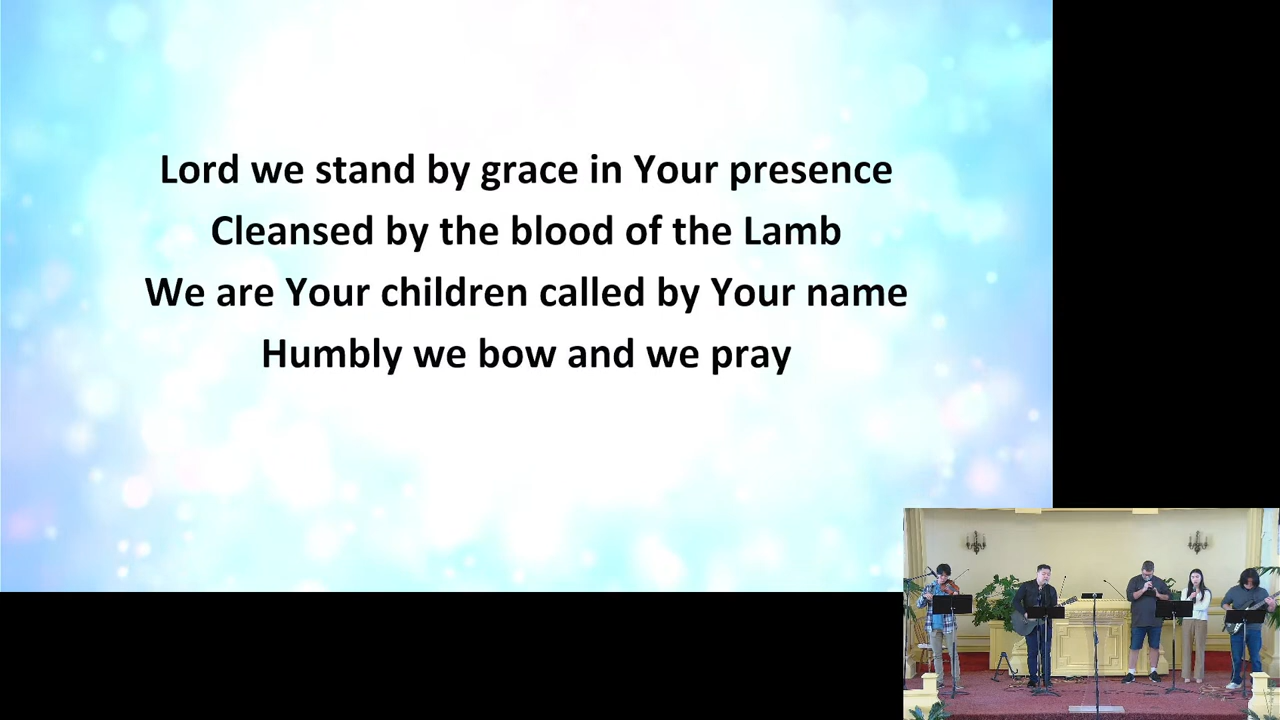 Lord we stand by grace in Your presence
Cleansed by the blood of the Lamb
We are Your children called by Your name
Humbly we bow and we pray